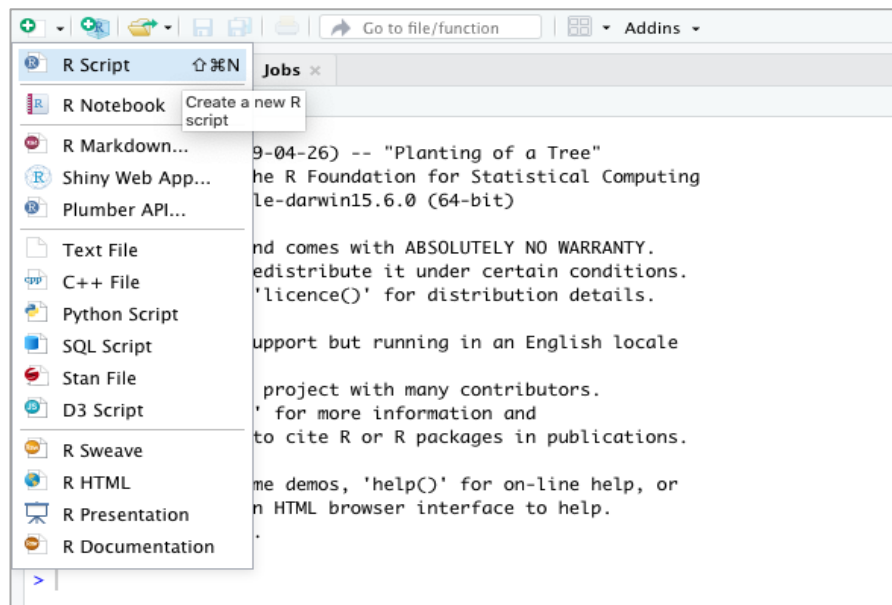 Go to file/function
Addins
R Script ⇧⌘N
Jobs ×
R Notebook
Create a new R
script
R Markdown...
9-04-26) -- "Planting of a Tree"
Shiny Web App...
he R Foundation for Statistical Computing
Plumber API...
le-darwin15.6.0 (64-bit)
Text File
nd comes with ABSOLUTELY NO WARRANTY.
C++ File
edistribute it under certain conditions.
Python Script
'licence()' for distribution details.
SQL Script
upport but running in an English locale
Stan File
project with many contributors.
D3 Script
' for more information and
to cite R or R packages in publications.
R Sweave
R HTML
me demos, 'help()' for on-line help, or
R Presentation
n HTML browser interface to help.
R Documentation
.
>